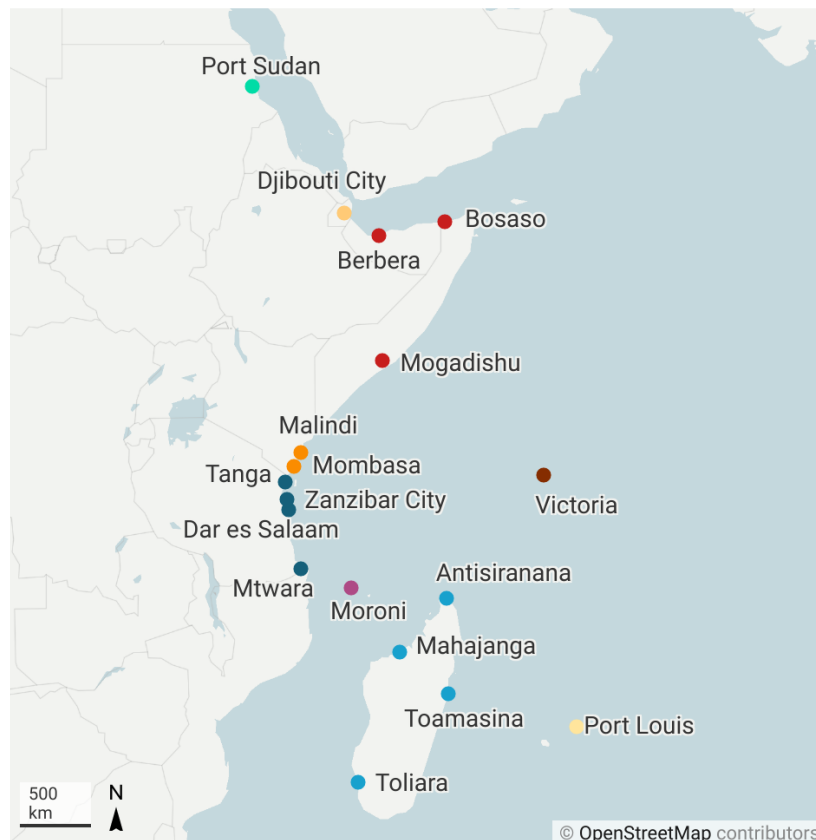 Port Sudan
Djibouti City
Bosaso
Berbera
Mogadishu
Malindi
Mombasa
Tanga
Zanzibar City
Victoria
Dar es Salaam
Antisiranana
Mtwara
Moroni
Mahajanga
Toamasina
Port Louis
Toliara
500
km
N
© OpenStreetMap contributors